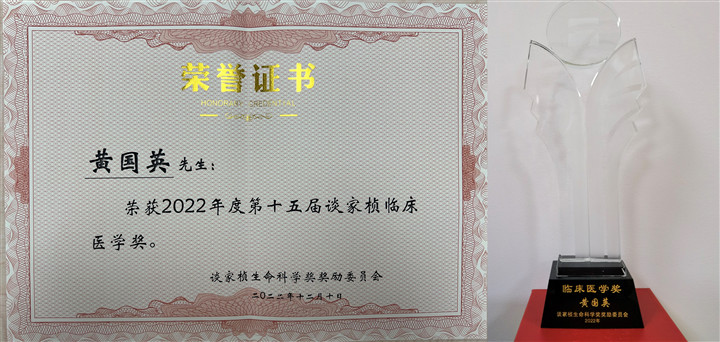 荣誉证书
HONORARY CREDENTIAL
黄国英先生：
荣获2022年度第十五届谈家桢临床
医学奖。
谈家桢生命科学奖奖励委员会
二〇二二年十二月十日
临床医学奖
黄国英
谈家桢生命科学奖奖励委员会
2022年